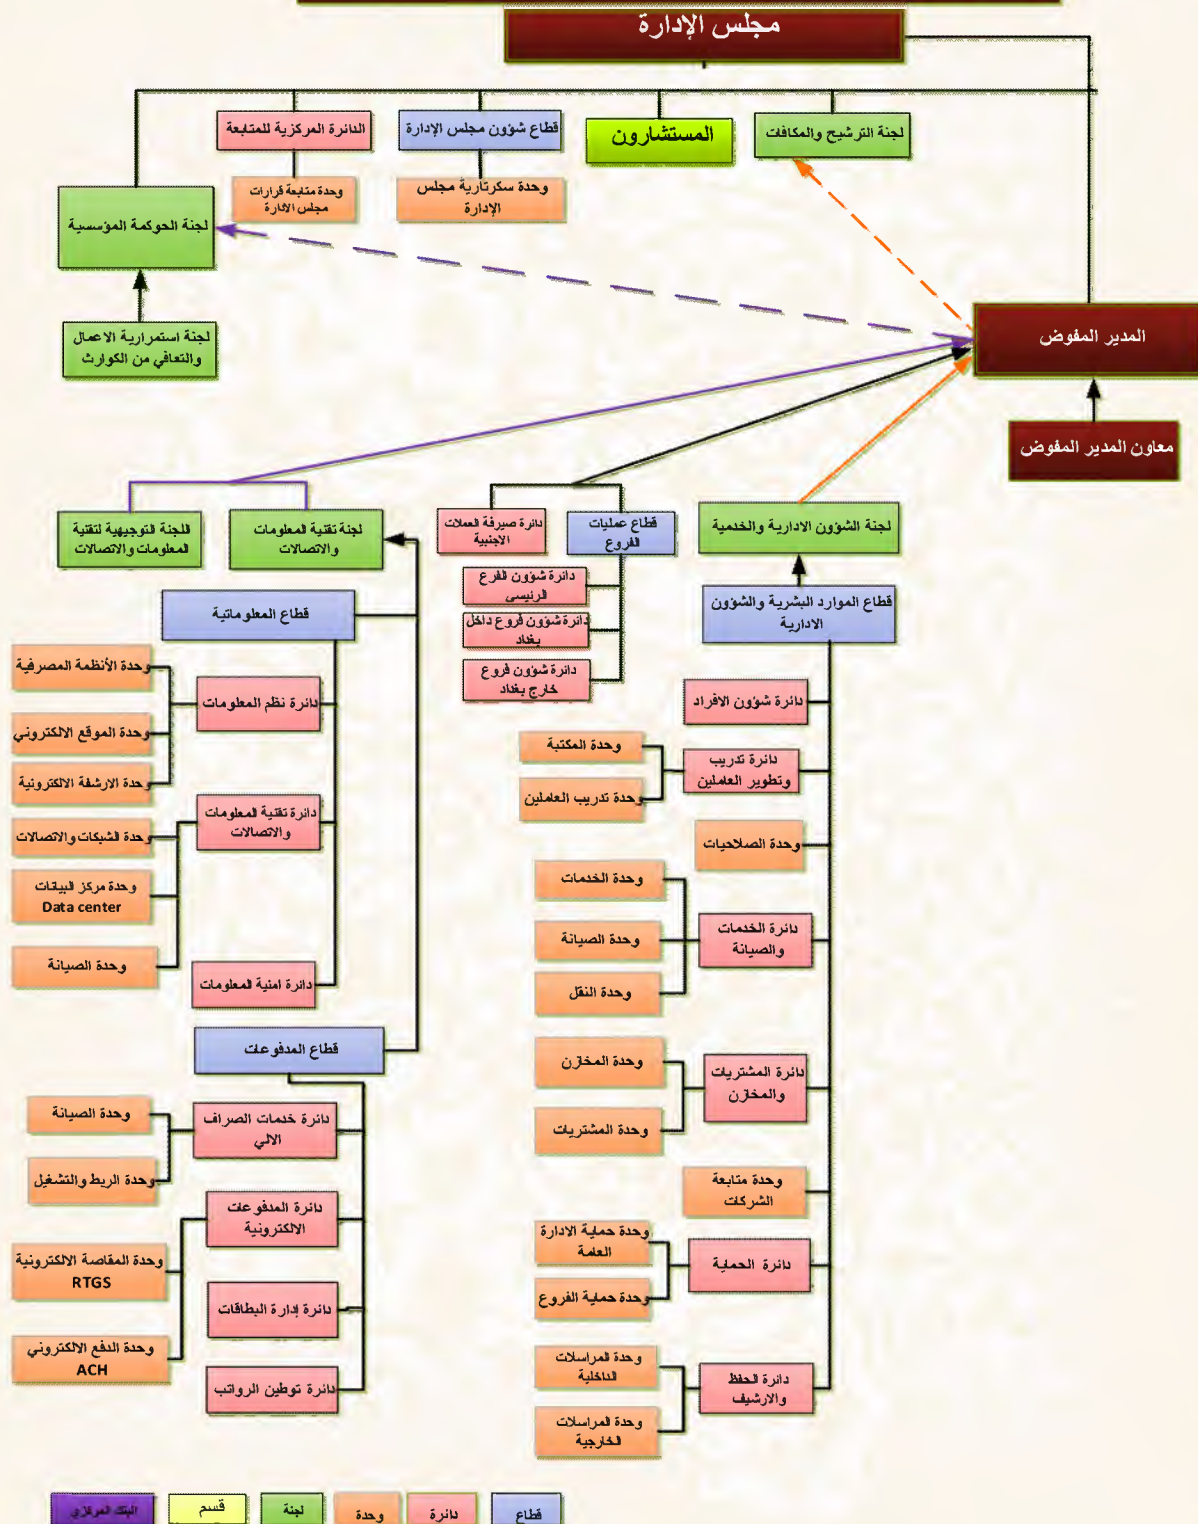 مجلس الإدارة
لجنة الترشيح والمكافات
المستشارون
قطاع شؤون مجلس الإدارة
الدائرة المركزية للمتابعة
وحدة سكرتارية مجلس
الإدارة
وحدة متابعة قرارات
مجلس الادارة
لجنة الحوكمة المؤسسية
لجنة استمرارية الاعمال
والتعافي من الكوارث
المدير المفوض
معاون المدير المفوض
لجنة الشؤون الادارية والخدمية
قطاع الموارد البشرية والشؤون
الادارية
دائرة شؤون الافراد
دائرة تدريب
وتطوير العاملين
وحدة المكتبة
وحدة تدريب العاملين
وحدة الصلاحيات
دائرة الخدمات
والصيانة
وحدة الخدمات
وحدة الصيانة
وحدة النقل
دائرة المشتريات
والمخازن
وحدة المخازن
وحدة المشتريات
وحدة متابعة
الشركات
دائرة الحماية
وحدة حماية الادارة
العامة
وحدة حماية الفروع
دائرة الحفظ
والارشيف
وحدة المراسلات
الداخلية
وحدة المراسلات
الخارجية
قطاع عمليات
الفروع
دائرة صيرفة العملات
الاجنبية
دائرة شؤون الفرع
الرئيسي
دائرة شؤون فروع داخل
بغداد
دائرة شؤون فروع
خارج بغداد
لجنة تقنية المعلومات
والاتصالات
اللجنة التوجيهية لتقنية
المعلومات والاتصالات
قطاع المعلوماتية
دائرة نظم المعلومات
وحدة الأنظمة المصرفية
وحدة الموقع الالكتروني
وحدة الارشفة الالكترونية
دائرة تقنية المعلومات
والاتصالات
وحدة الشبكات والاتصالات
وحدة مركز البيانات
Data center
وحدة الصيانة
دائرة امنية المعلومات
قطاع المدفوعات
دائرة خدمات الصراف
الالي
وحدة الصيانة
وحدة الربط والتشغيل
دائرة المدفوعات
الالكترونية
وحدة المقاصة الالكترونية
RTGS
وحدة الدفع الالكتروني
ACH
دائرة إدارة البطاقات
دائرة توطين الرواتب
قطاع
دائرة
وحدة
لجنة
قسم
البنك المركزي